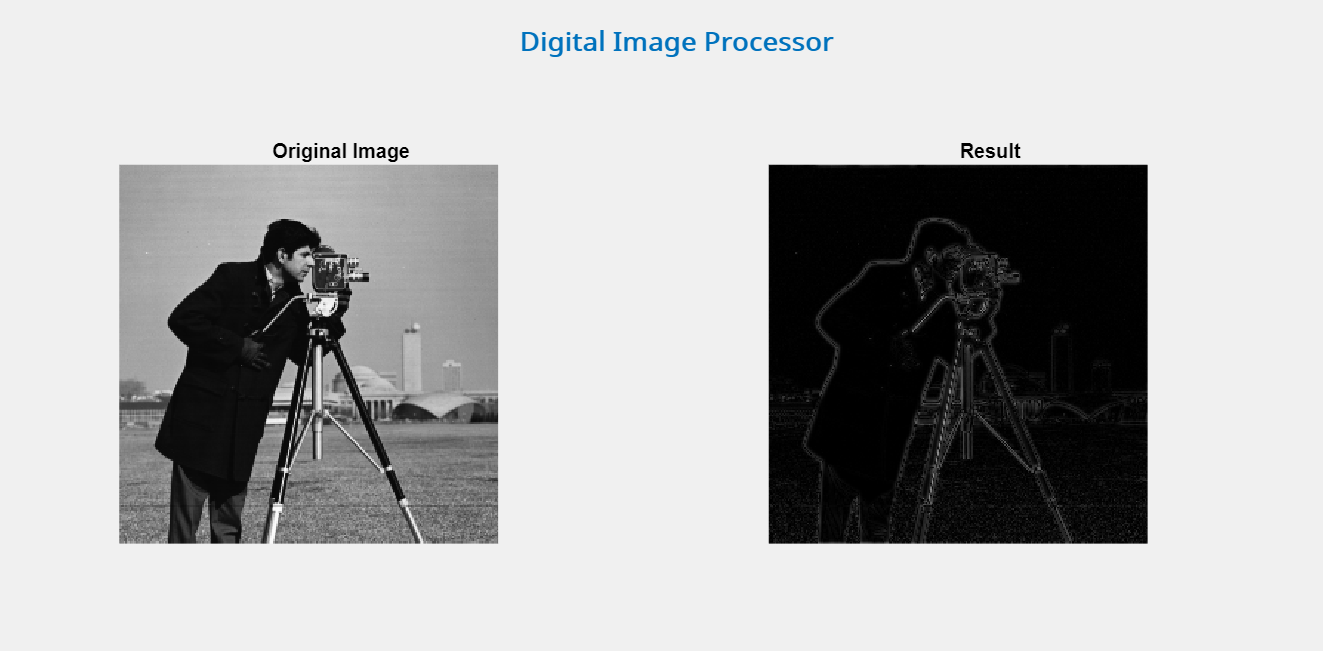 Digital Image Processor
Original Image
Result